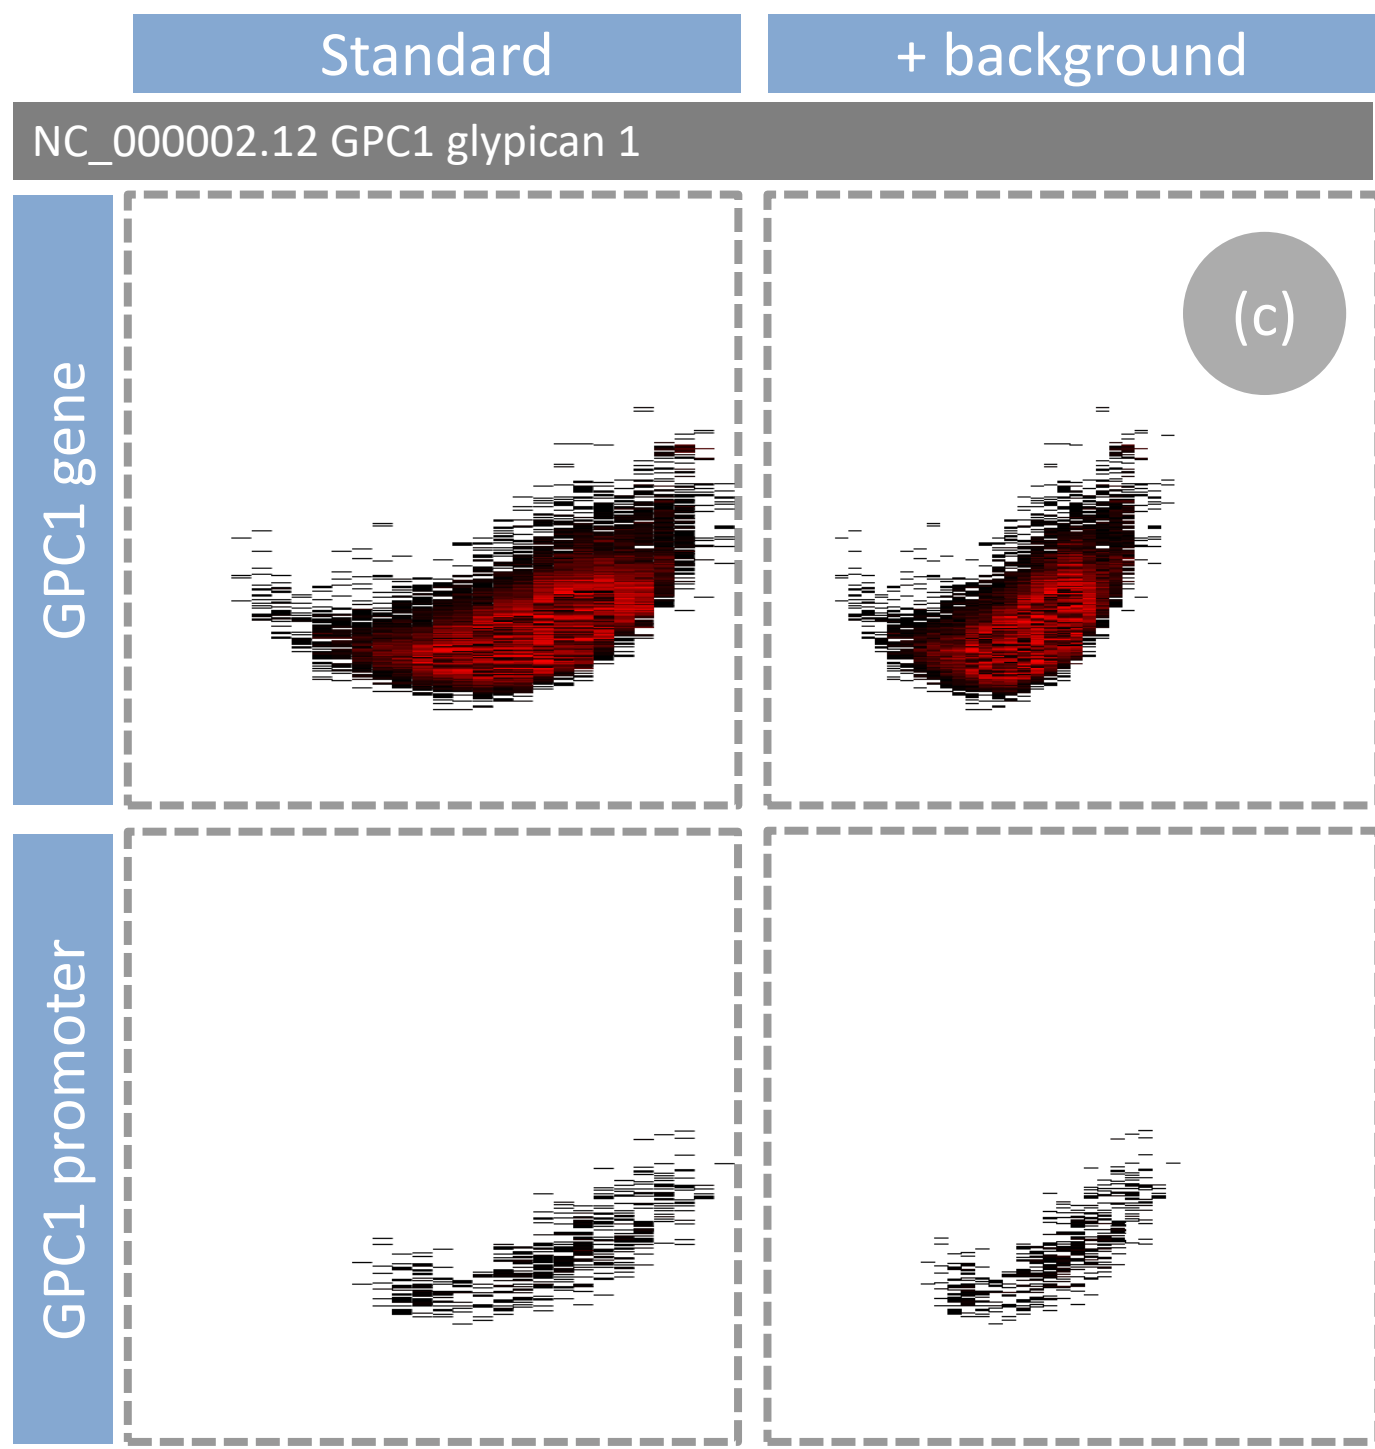 Standard
+ background
NC_000002.12 GPC1 glypican 1
GPC1 gene
(c)
GPC1 promoter